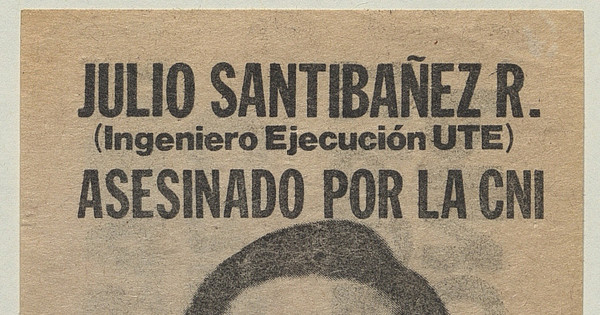 JULIO SANTIBAÑEZ R.
(Ingeniero Ejecución UTE)
ASESINADO POR LA CNI